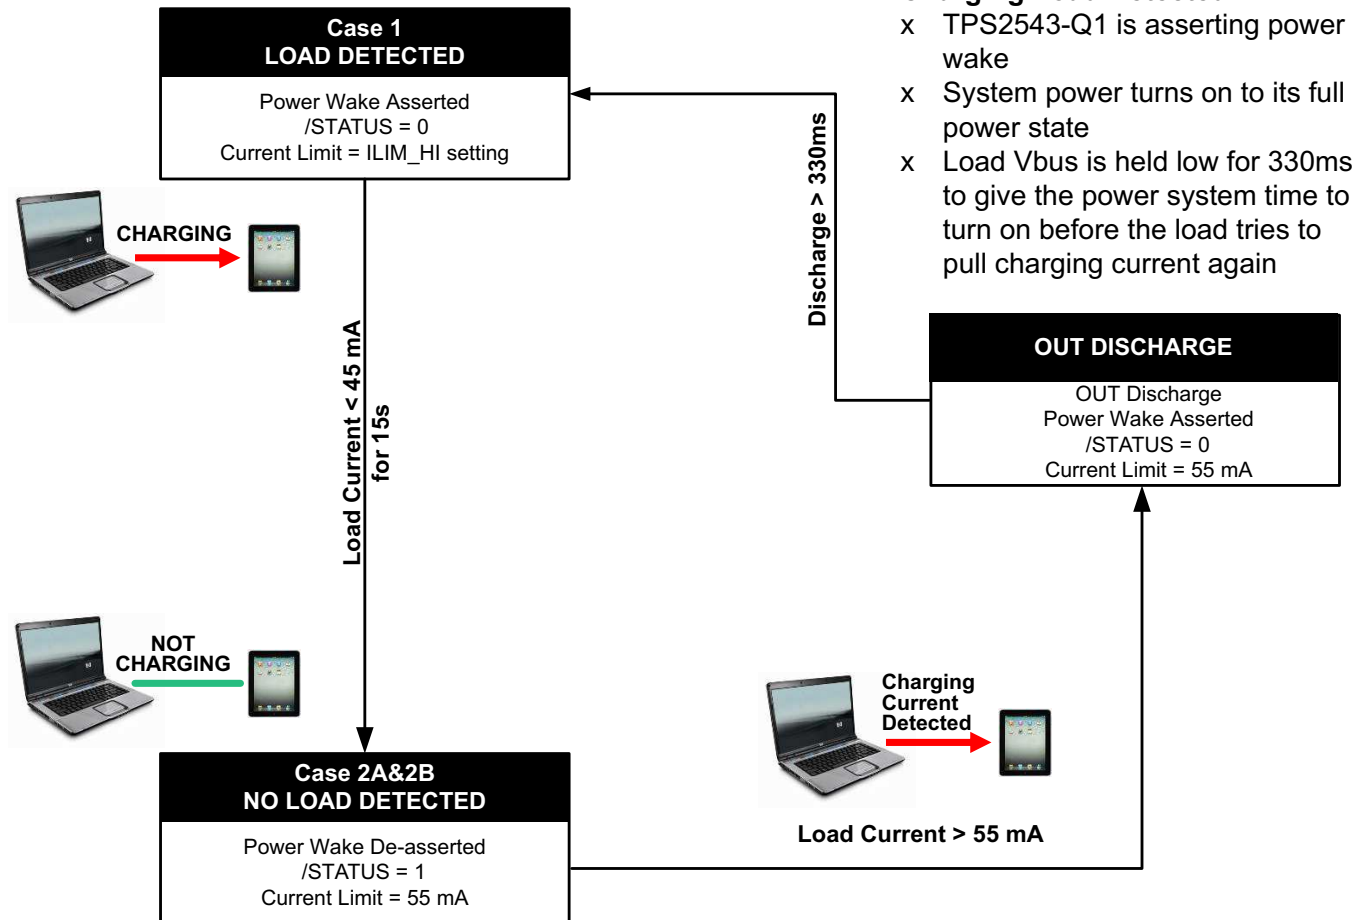 Case 1
LOAD DETECTED
Power Wake Asserted
/STATUS = 0
Current Limit = ILIM_HI setting
x TPS2543-Q1 is asserting power
wake
x System power turns on to its full
power state
x Load Vbus is held low for 330ms
to give the power system time to
turn on before the load tries to
pull charging current again
Discharge > 330ms
CHARGING
Load Current < 45 mA
for 15s
OUT DISCHARGE
OUT Discharge
Power Wake Asserted
/STATUS = 0
Current Limit = 55 mA
NOT
CHARGING
Charging
Current
Detected
Load Current > 55 mA
Case 2A&2B
NO LOAD DETECTED
Power Wake De-asserted
/STATUS = 1
Current Limit = 55 mA